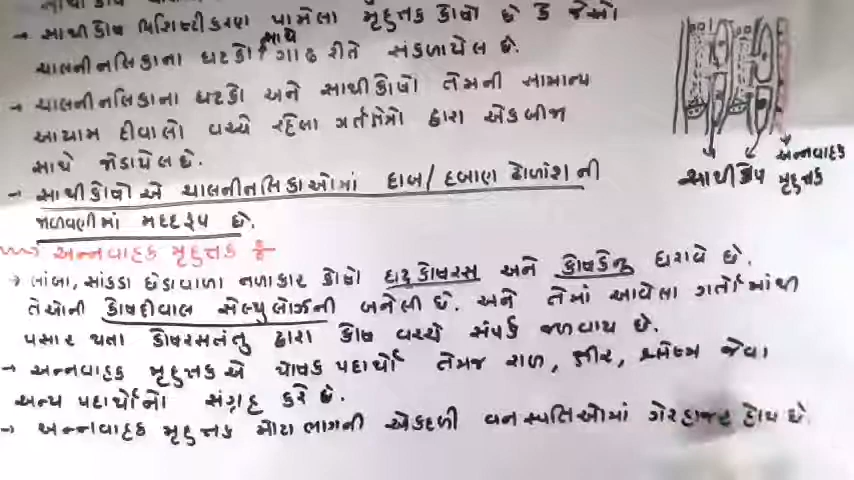 → સાથીકોષ વિશિષ્ટીકરણ પામેલા મૃદુત્તક કોષો છે કે જેઓ
ચાલનીનલિકાના ઘટકો સાથે ગાઢ રીતે સંકળાયેલ છે.
→ ચાલનીનલિકાના ઘટકો અને સાથીકોષો તેમની સામાન્ય
આયામ દીવાલો વચ્ચે રહેલા ગર્તક્ષેત્રો દ્વારા એકબીજા
સાથે જોડાયેલ છે.
→ સાથીકોષો એ ચાલનીનલિકાઓમાં દાબ/દબાણ ઢોળાંશની
જાળવણીમાં મદદરૂપ છે.
સાથીકોષ
અન્નવાહક
મૃદુત્તક
અન્નવાહક મૃદુત્તક ઃ-
→ લાંબા, સાંકડા છેડાવાળા નળાકાર કોષો ઘટ્ટ કોષરસ અને કોષકેન્દ્ર ધરાવે છે.
તેઓની કોષદીવાલ સેલ્યુલોઝની બનેલી છે. અને તેમાં આવેલા ગર્તોમાંથી
પસાર થતા કોષરસતંતુ દ્વારા કોષ વચ્ચે સંપર્ક જળવાય છે.
→ અન્નવાહક મૃદુત્તક એ પોષક પદાર્થો તેમજ રાળ, ક્ષીર, શ્લેષ્મ જેવા
અન્ય પદાર્થોનો સંગ્રહ કરે છે.
→ અન્નવાહક મૃદુત્તક મોટા ભાગની એકદળી વનસ્પતિઓમાં ગેરહાજર હોય છે.